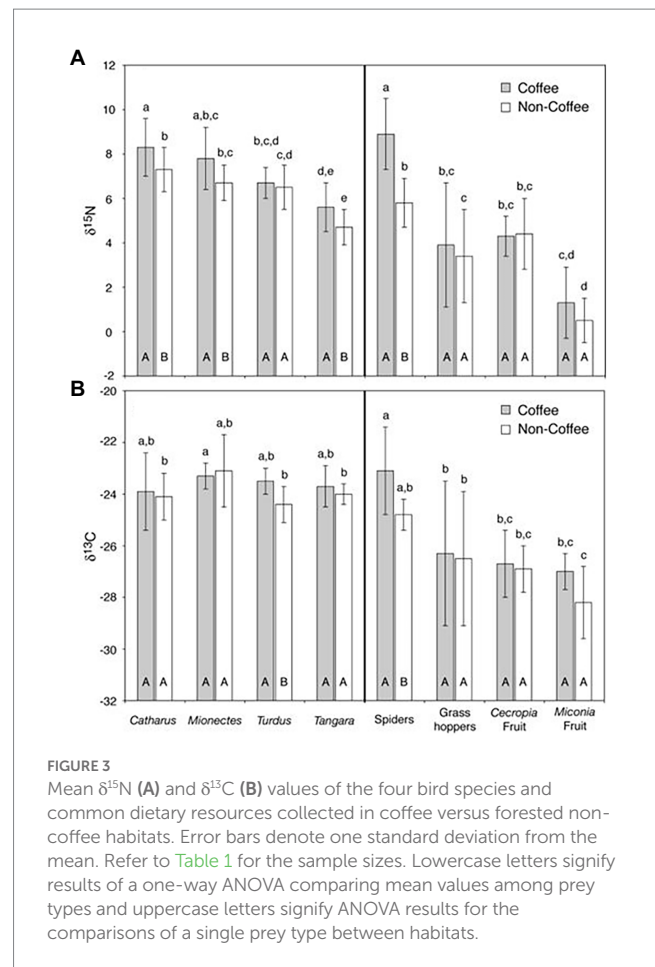 A
12
10
8
6
4
2
0
-2
δ15N
Coffee
Non-Coffee
a b a,b,c b,c b,c,d c,d d,e e a b b,c c b,c b,c c,d d
A B A B A A A B A B A A A A A A
B
-20
-22
-24
-26
-28
-30
-32
δ13C
Coffee
Non-Coffee
a,b b a a,b a,b b a,b b a a,b b b b,c b,c b,c c
A A A A A B A A A B A A A A A A
Catharus Mionectes Turdus Tangara Spiders Grass hoppers Cecropia Fruit Miconia Fruit
FIGURE 3
Mean δ15N (A) and δ13C (B) values of the four bird species and
common dietary resources collected in coffee versus forested non-
coffee habitats. Error bars denote one standard deviation from the
mean. Refer to Table 1 for the sample sizes. Lowercase letters signify
results of a one-way ANOVA comparing mean values among prey
types and uppercase letters signify ANOVA results for the
comparisons of a single prey type between habitats.